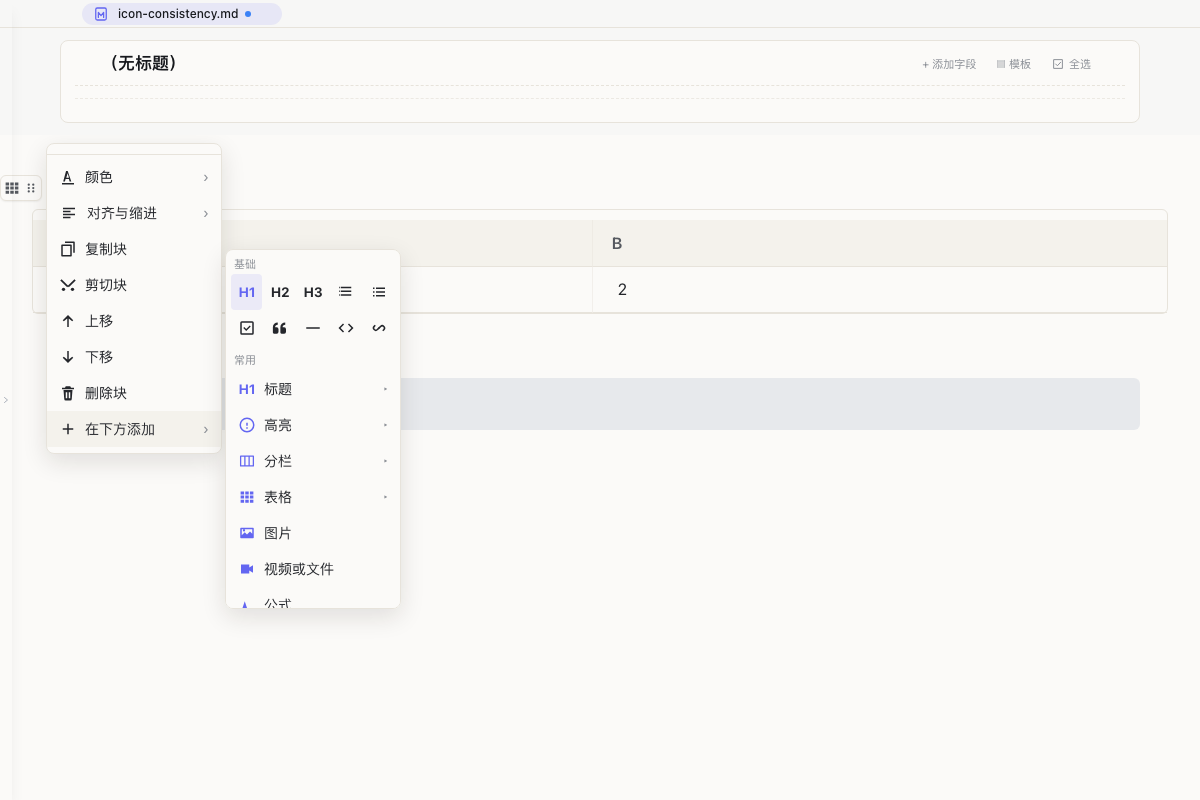 icon-consistency.md
(无标题)
+ 添加字段 模板 全选
颜色
对齐与缩进
复制块
剪切块
上移
下移
删除块
在下方添加
B
2
基础
H1 H2 H3
常用
H1 标题
高亮
分栏
表格
图片
视频或文件
公式